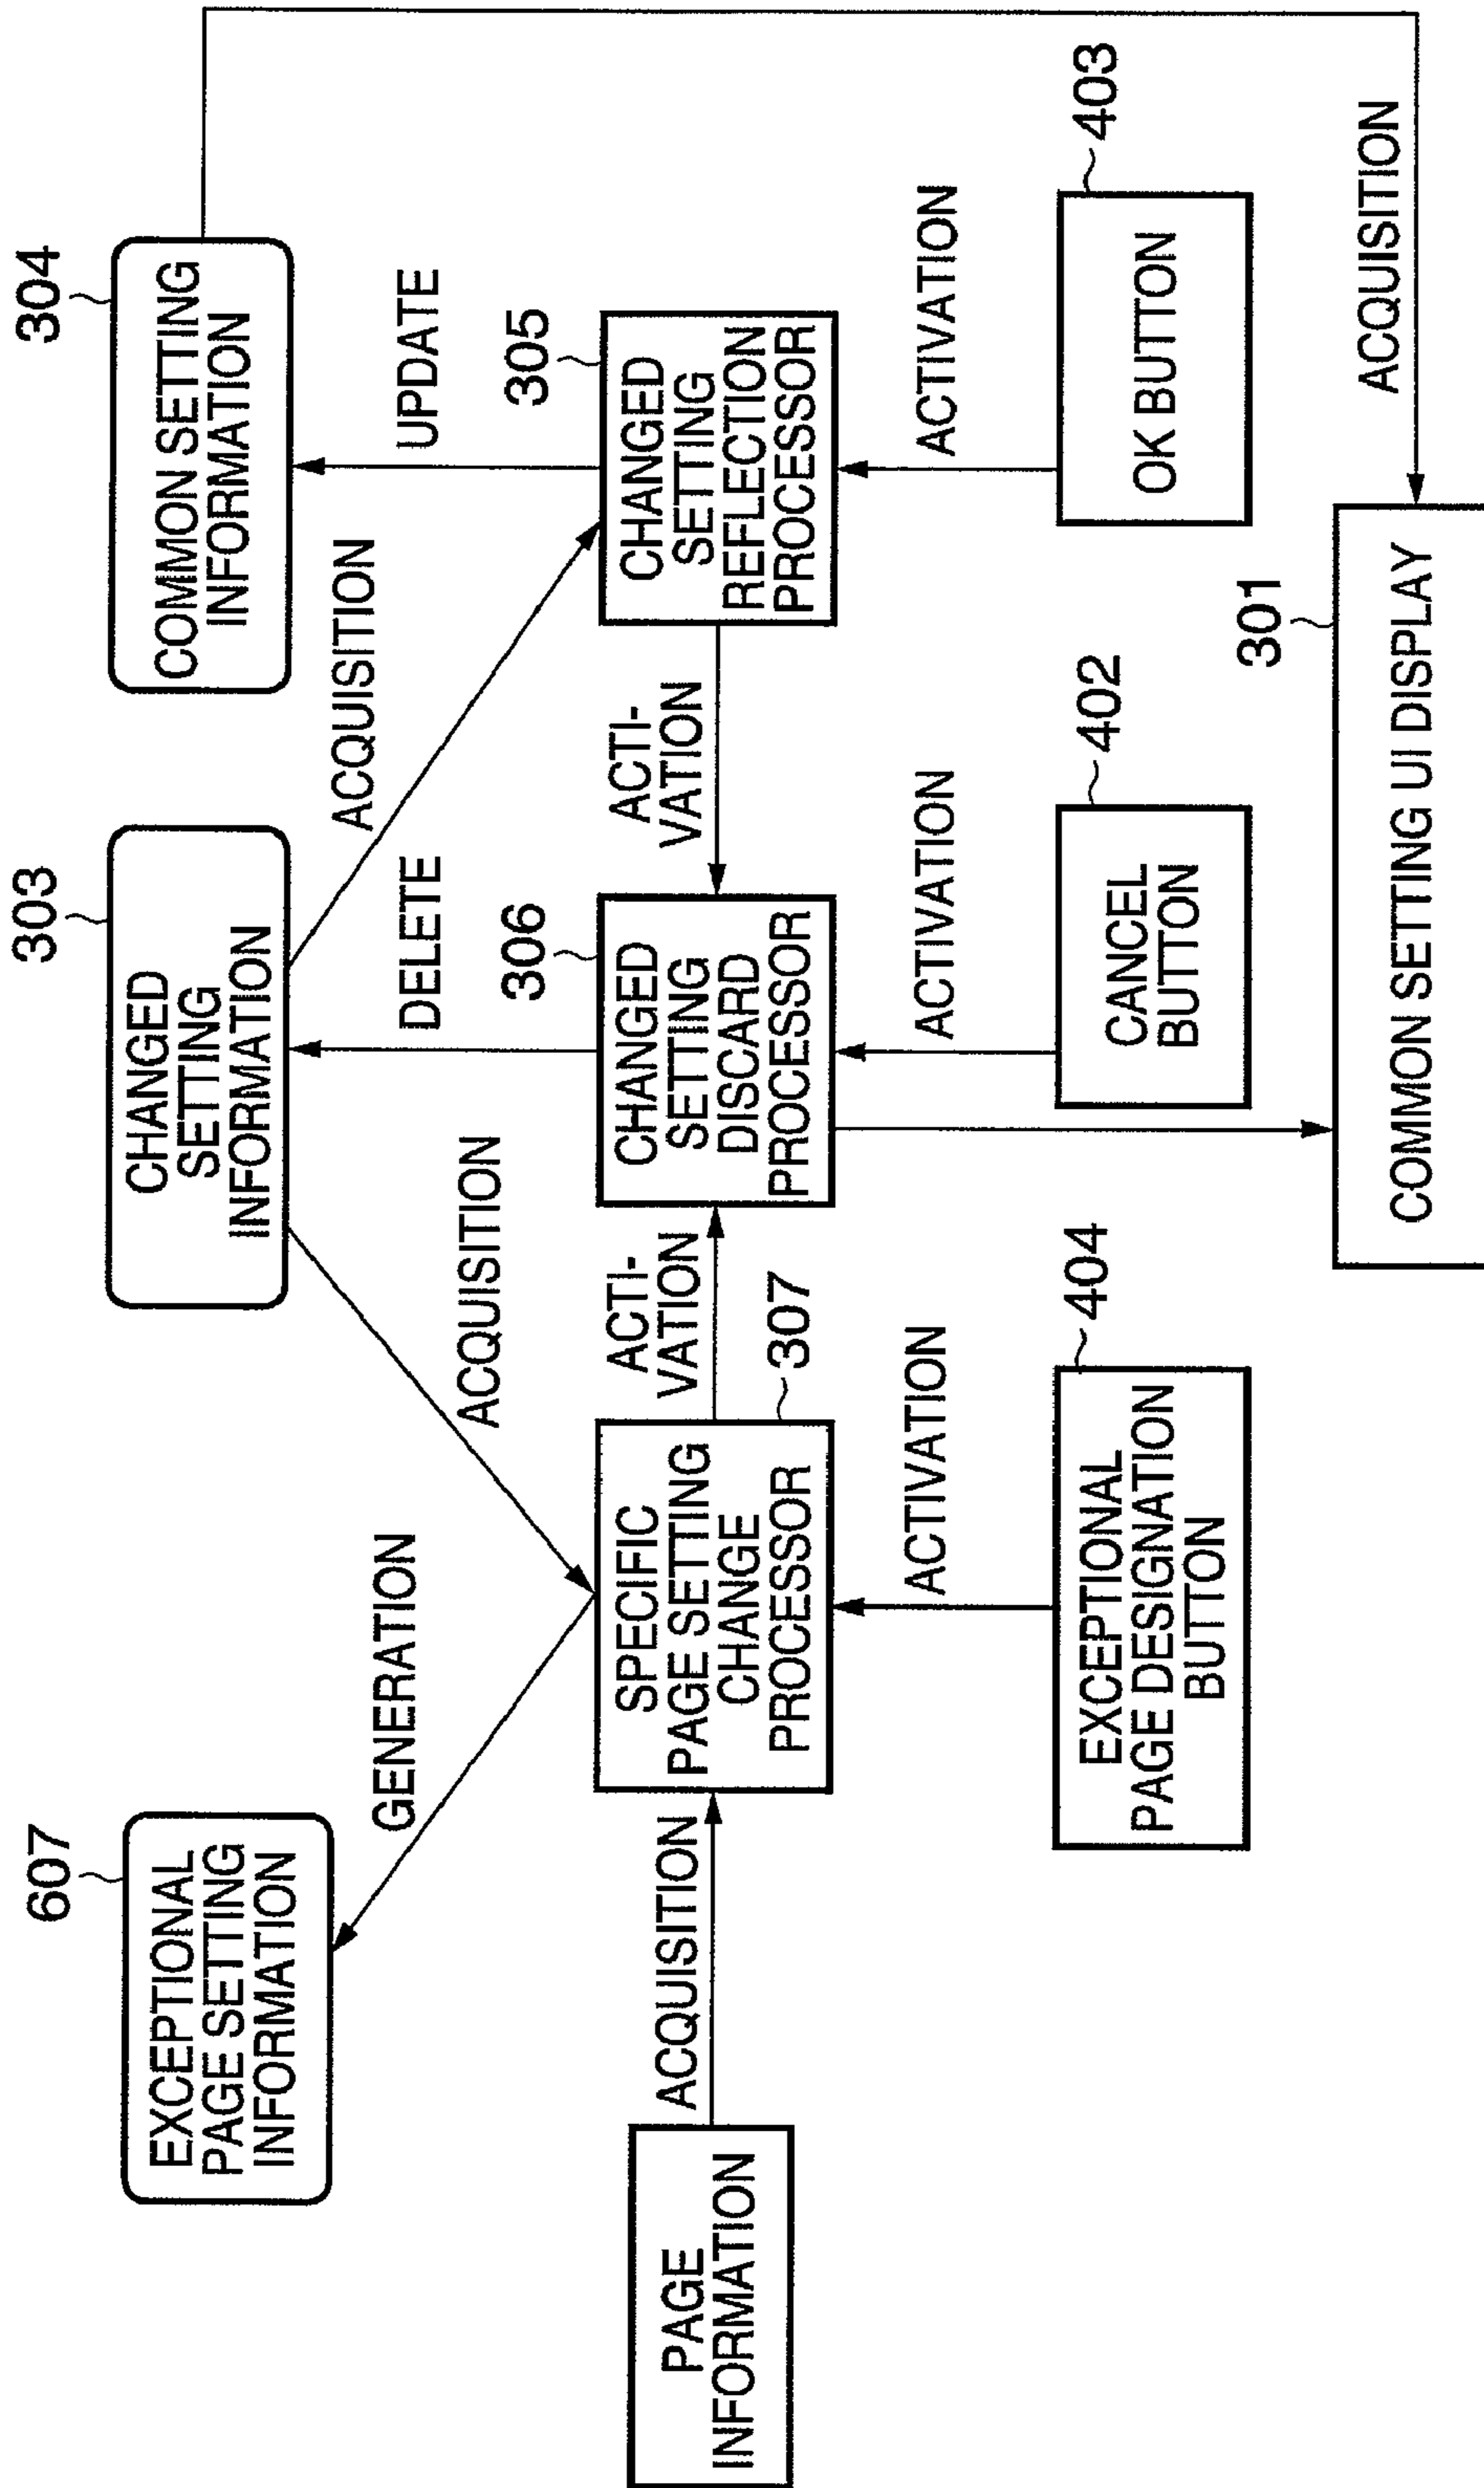 607
EXCEPTIONAL
PAGE SETTING
INFORMATION
303
CHANGED
SETTING
INFORMATION
304
COMMON SETTING
INFORMATION
GENERATION
ACQUISITION
DELETE
ACQUISITION
UPDATE
PAGE
INFORMATION
ACQUISITION
SPECIFIC
PAGE SETTING
CHANGE
PROCESSOR
307
ACTI-
VATION
306
CHANGED
SETTING
DISCARD
PROCESSOR
ACTI-
VATION
305
CHANGED
SETTING
REFLECTION
PROCESSOR
ACTIVATION
ACTIVATION
ACTIVATION
404
EXCEPTIONAL
PAGE DESIGNATION
BUTTON
402
CANCEL
BUTTON
403
OK BUTTON
301
COMMON SETTING UI DISPLAY
ACQUISITION